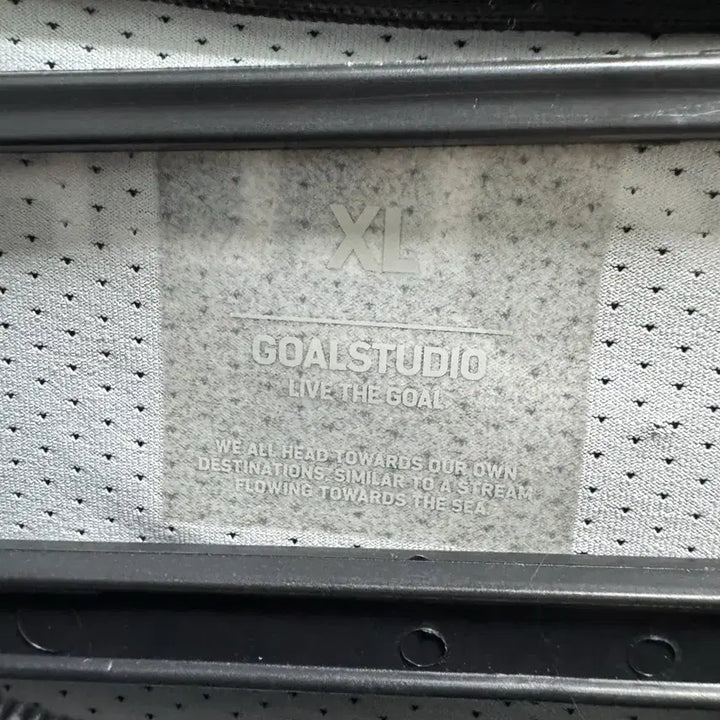 XL
GOALSTUDIO
LIVE THE GOAL
WE ALL HEAD TOWARDS OUR OWN
DESTINATIONS, SIMILAR TO A STREAM
FLOWING TOWARDS THE SEA